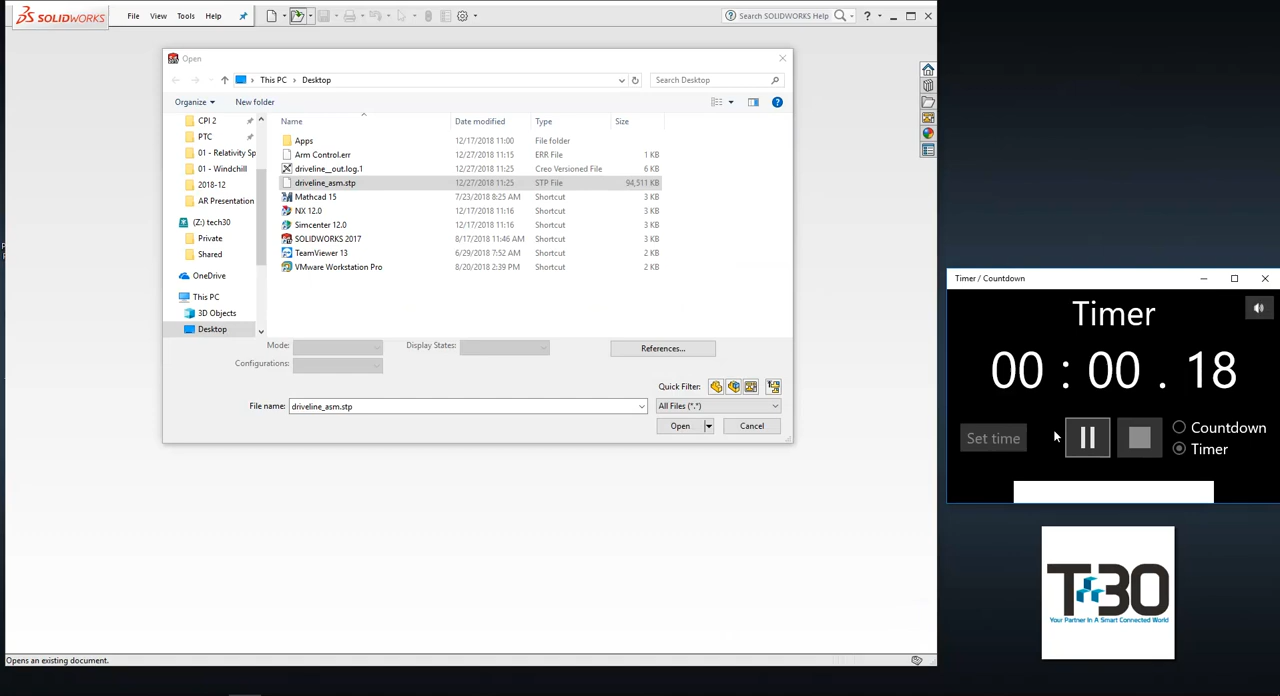 SOLIDWORKS File View Tools Help Search SOLIDWORKS Help ?
Open
This PC > Desktop Search Desktop
Organize New folder ?
Name Date modified Type Size
CPI 2
PTC
01 - Relativity Sp
01 - Windchill
2018-12
AR Presentation
(Z:) tech30
Private
Shared
OneDrive
This PC
3D Objects
Desktop
Apps 12/17/2018 11:00 File folder
Arm Control.err 12/27/2018 11:15 ERR File 1 KB
driveline__out.log.1 12/27/2018 11:25 Creo Versioned File 6 KB
driveline_asm.stp 12/27/2018 11:25 STP File 94,511 KB
Mathcad 15 7/23/2018 8:25 AM Shortcut 3 KB
NX 12.0 12/17/2018 11:16 Shortcut 3 KB
Simcenter 12.0 12/17/2018 11:16 Shortcut 3 KB
SOLIDWORKS 2017 8/17/2018 11:46 AM Shortcut 3 KB
TeamViewer 13 6/29/2018 7:52 AM Shortcut 2 KB
VMware Workstation Pro 8/20/2018 2:39 PM Shortcut 2 KB
Mode: Display States: References...
Configurations:
Quick Filter:
File name: driveline_asm.stp All Files (*.*)
Open Cancel
Opens an existing document.
Timer / Countdown
Timer
00 : 00 . 18
Set time Countdown
Timer
T30
Your Partner In A Smart Connected World